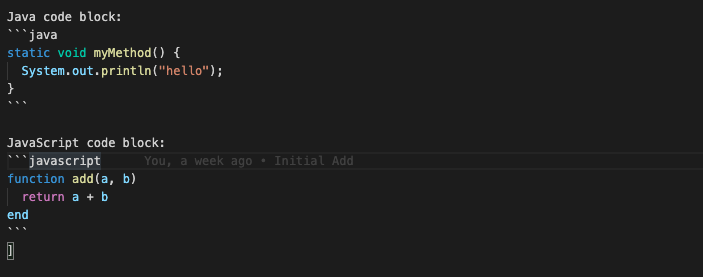 Java code block:
```java
static void myMethod() {
  System.out.println("hello");
}
```

JavaScript code block:
```javascript      You, a week ago • Initial Add
function add(a, b)
  return a + b
end
```
]